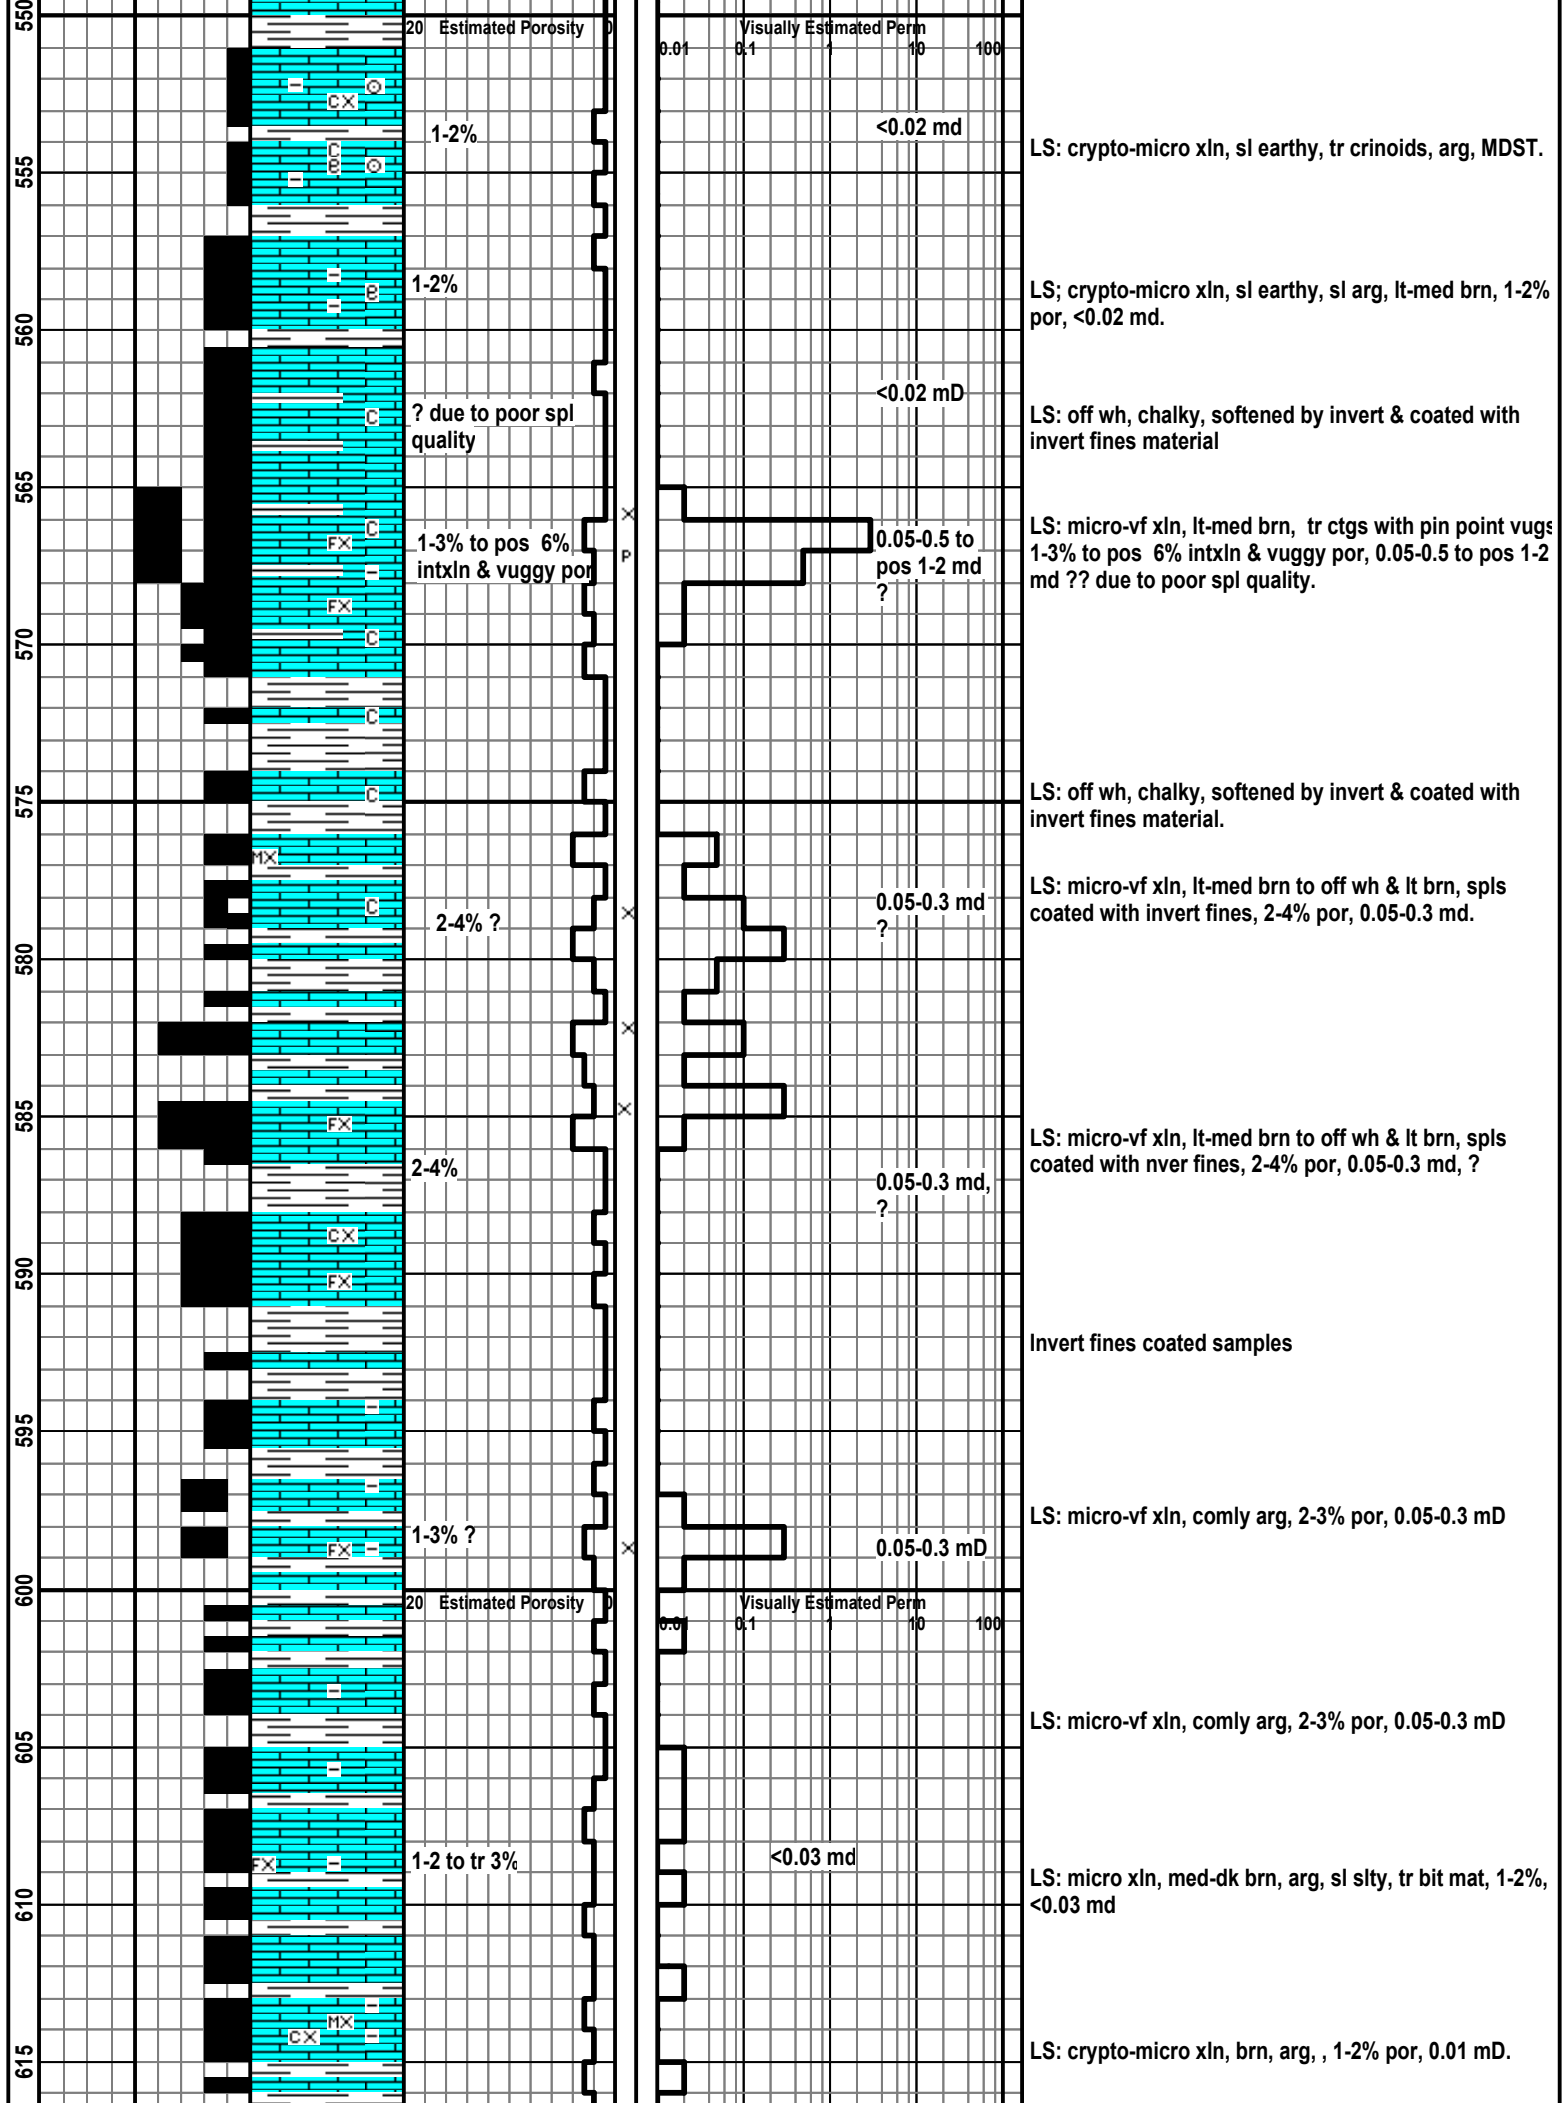 550
20 Estimated Porosity 0
Visually Estimated Perm
0.01 0.1 1 10 100
CX
<0.02 md
1-2%
LS: crypto-micro xln, sl earthy, tr crinoids, arg, MDST.
C
e
555
1-2%
e
LS; crypto-micro xln, sl earthy, sl arg, lt-med brn, 1-2%
por, <0.02 md.
560
<0.02 mD
? due to poor spl
quality
C
LS: off wh, chalky, softened by invert & coated with
invert fines material
565
X
C
FX
1-3% to pos 6%
intxln & vuggy por
P
0.05-0.5 to
pos 1-2 md
?
LS: micro-vf xln, lt-med brn, tr ctgs with pin point vugs
1-3% to pos 6% intxln & vuggy por, 0.05-0.5 to pos 1-2
md ?? due to poor spl quality.
FX
C
570
C
575
C
LS: off wh, chalky, softened by invert & coated with
invert fines material.
MX
C
2-4% ?
X
0.05-0.3 md
?
LS: micro-vf xln, lt-med brn to off wh & lt brn, spls
coated with invert fines, 2-4% por, 0.05-0.3 md.
580
X
X
585
FX
2-4%
0.05-0.3 md,
?
LS: micro-vf xln, lt-med brn to off wh & lt brn, spls
coated with nver fines, 2-4% por, 0.05-0.3 md, ?
CX
590
FX
Invert fines coated samples
595
LS: micro-vf xln, comly arg, 2-3% por, 0.05-0.3 mD
1-3% ?
FX
X
0.05-0.3 mD
600
20 Estimated Porosity 0
Visually Estimated Perm
0.01 0.1 1 10 100
LS: micro-vf xln, comly arg, 2-3% por, 0.05-0.3 mD
605
FX
1-2 to tr 3%
<0.03 md
LS: micro xln, med-dk brn, arg, sl slty, tr bit mat, 1-2%,
<0.03 md
610
MX
CX
LS: crypto-micro xln, brn, arg, , 1-2% por, 0.01 mD.
615